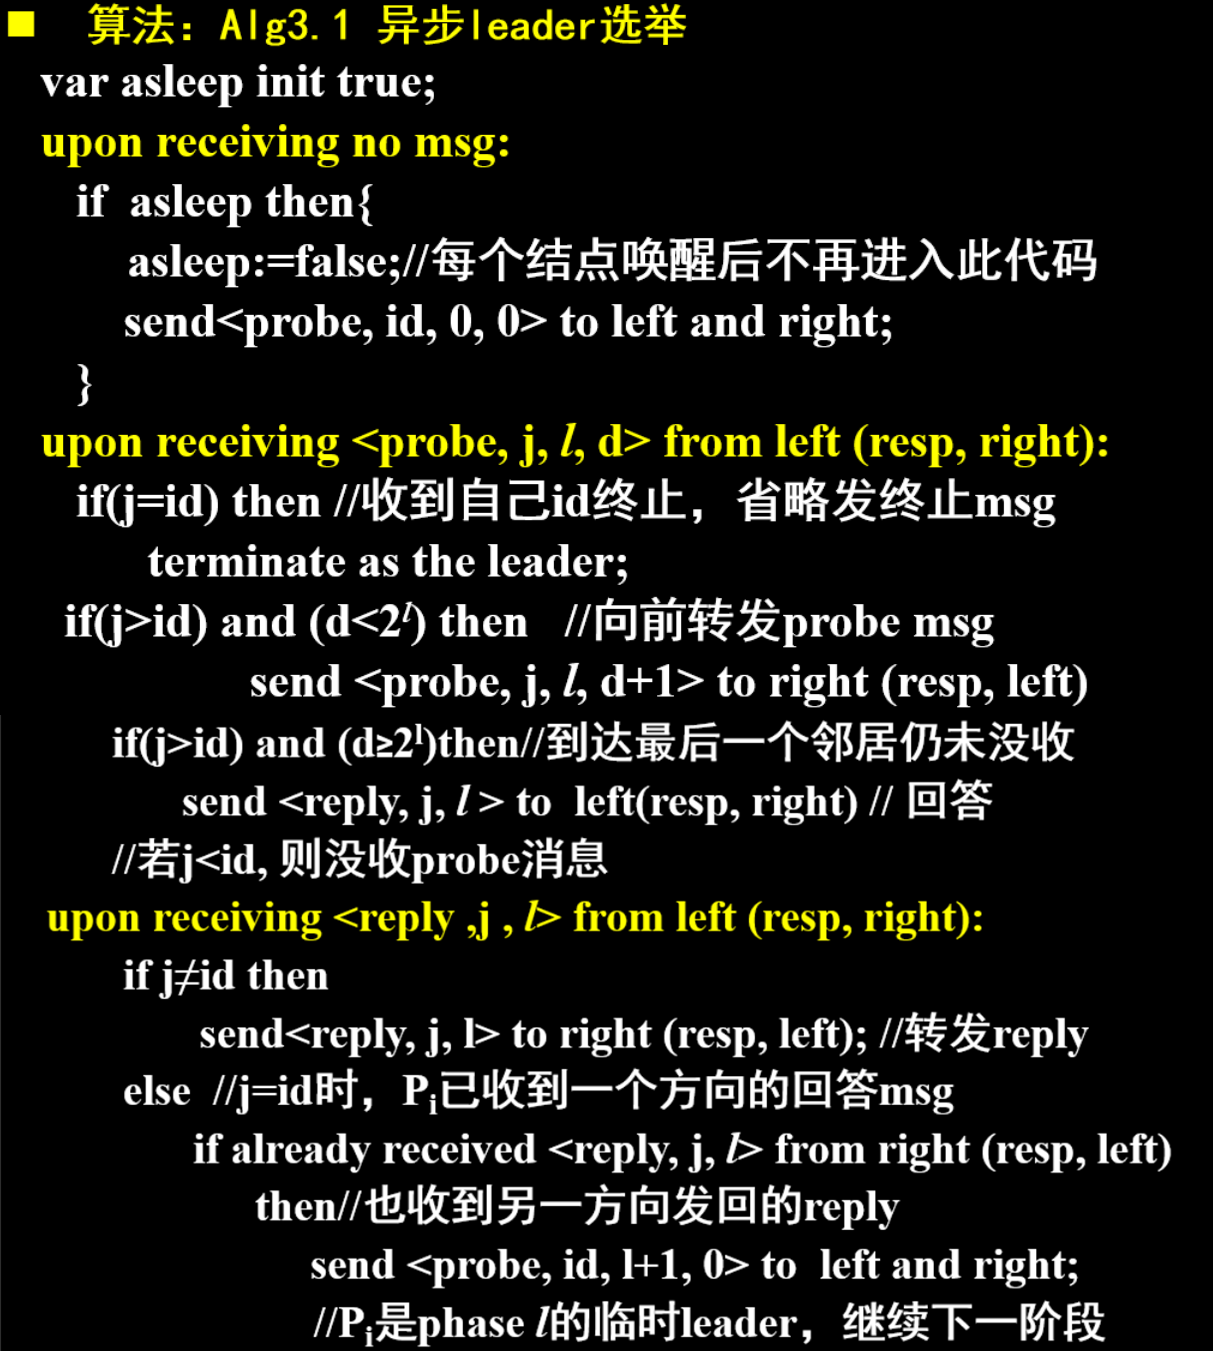 算法：Alg3.1 异步leader选举
var asleep init true;
upon receiving no msg:
if asleep then{
asleep:=false;//每个结点唤醒后不再进入此代码
send<probe, id, 0, 0> to left and right;
}
upon receiving <probe, j, l, d> from left (resp, right):
if(j=id) then //收到自己id终止，省略发终止msg
terminate as the leader;
if(j>id) and (d<2ˡ) then //向前转发probe msg
send <probe, j, l, d+1> to right (resp, left)
if(j>id) and (d≥2ˡ)then//到达最后一个邻居仍未没收
send <reply, j, l > to left(resp, right) // 回答
//若j<id, 则没收probe消息
upon receiving <reply ,j , l> from left (resp, right):
if j≠id then
send<reply, j, l> to right (resp, left); //转发reply
else //j=id时，Pᵢ已收到一个方向的回答msg
if already received <reply, j, l> from right (resp, left)
then//也收到另一方向发回的reply
send <probe, id, l+1, 0> to left and right;
//Pᵢ是phase l的临时leader，继续下一阶段